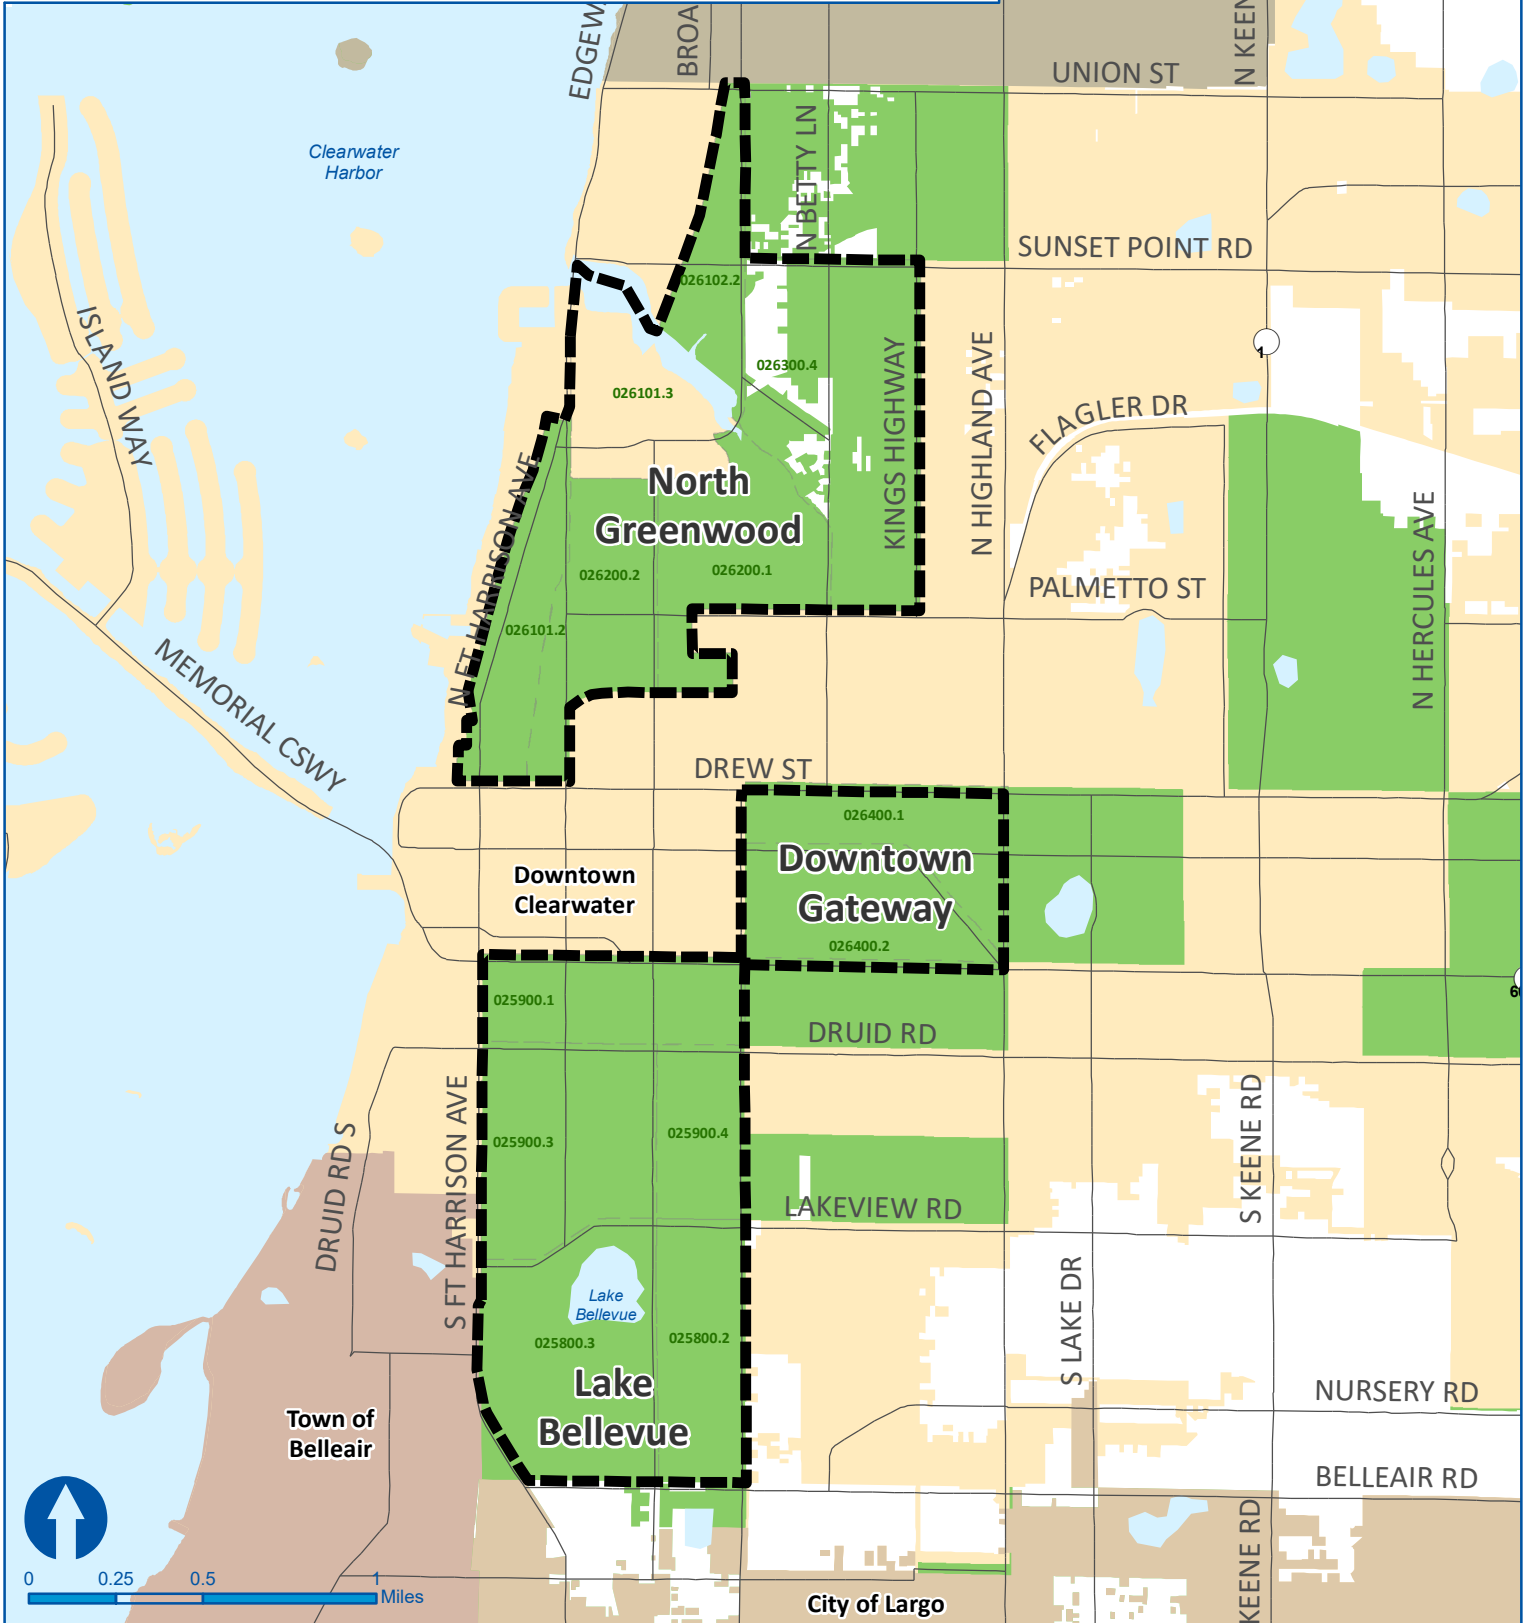 EDGEW
BROA
N KEEN
UNION ST
Clearwater
Harbor
N BETTY LN
SUNSET POINT RD
026102.2
ISLAND WAY
026300.4
KINGS HIGHWAY
N HIGHLAND AVE
1
026101.3
FLAGLER DR
N FT HARRISON AVE
North
Greenwood
N HERCULES AVE
026200.2
026200.1
PALMETTO ST
026101.2
MEMORIAL CSWY
DREW ST
026400.1
Downtown
Gateway
Downtown
Clearwater
026400.2
025900.1
60
DRUID RD
S FT HARRISON AVE
025900.3
025900.4
DRUID RD S
S KEENE RD
LAKEVIEW RD
S LAKE DR
Lake
Bellevue
025800.3
025800.2
Lake
Bellevue
NURSERY RD
Town of
Belleair
BELLEAIR RD
KEENE RD
0
0.25
0.5
1
Miles
City of Largo